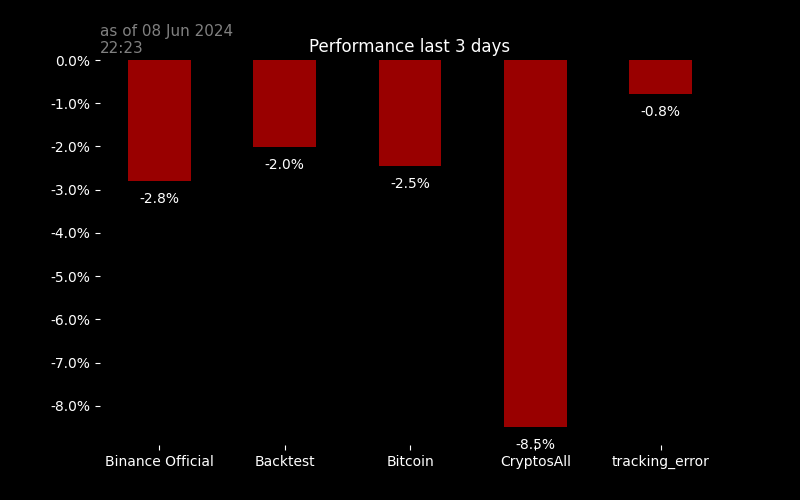 as of 08 Jun 2024
22:23
Performance last 3 days
0.0%
-1.0%
-2.0%
-3.0%
-4.0%
-5.0%
-6.0%
-7.0%
-8.0%
-2.8%
-2.0%
-2.5%
-8.5%
-0.8%
Binance Official
Backtest
Bitcoin
CryptosAll
tracking_error